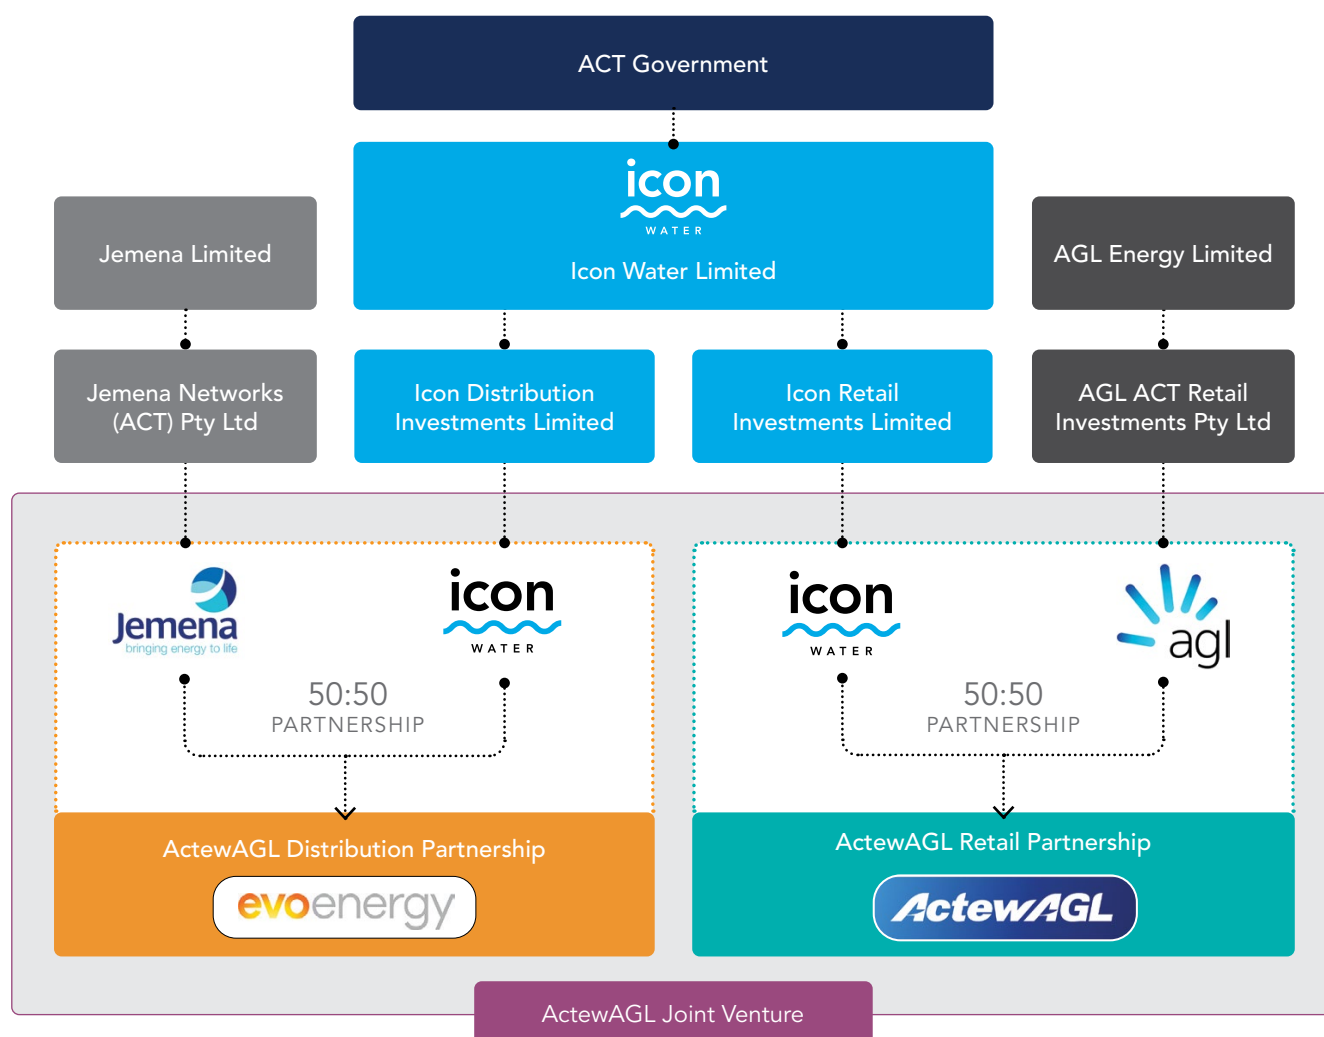 ACT Government
icon
WATER
Icon Water Limited
Jemena Limited
AGL Energy Limited
Jemena Networks
(ACT) Pty Ltd
Icon Distribution
Investments Limited
Icon Retail
Investments Limited
AGL ACT Retail
Investments Pty Ltd
Jemena
bringing energy to life
icon
WATER
50:50
PARTNERSHIP
icon
WATER
agl
50:50
PARTNERSHIP
ActewAGL Distribution Partnership
evoenergy
ActewAGL Retail Partnership
ActewAGL
ActewAGL Joint Venture